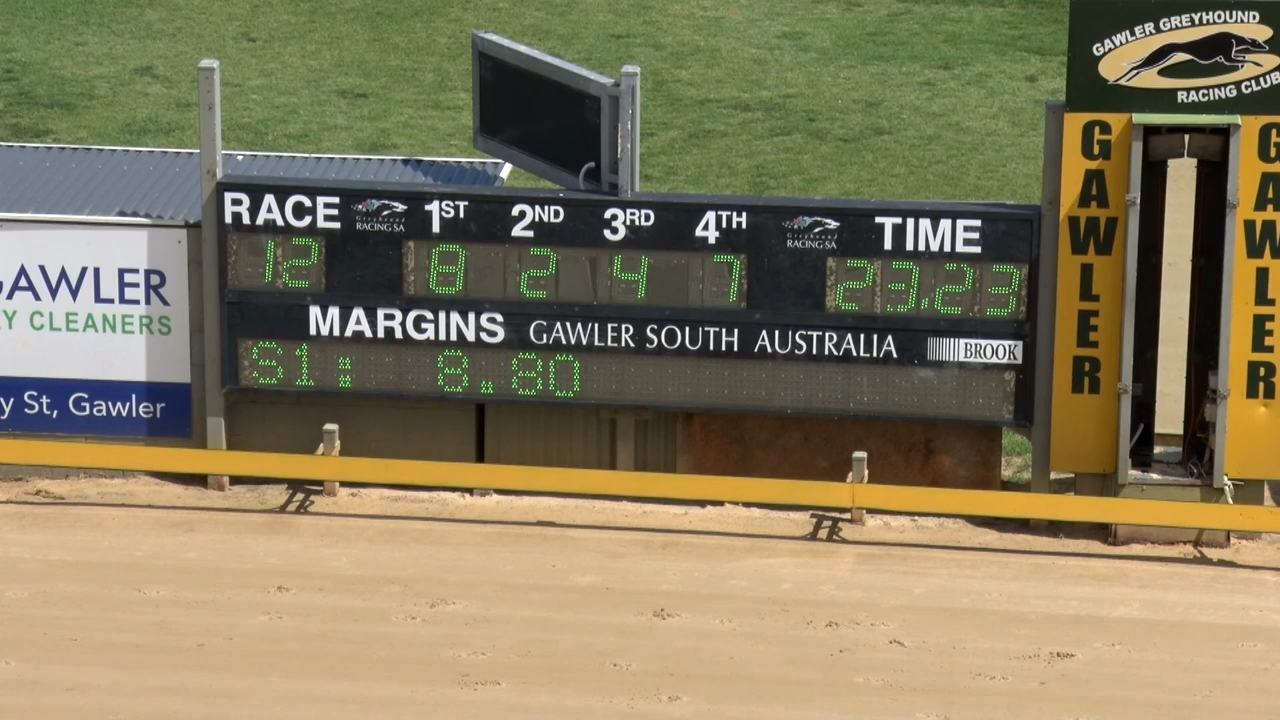 GAWLER GREYHOUND
RACING CLUB
RACE
Greyhound
RACING SA
1ST 2ND 3RD 4TH
Greyhound
RACING SA
TIME
12 8 2 4 7 23.23
MARGINS GAWLER SOUTH AUSTRALIA BROOK
S1: 8.80
GAWLER
Y CLEANERS
y St, Gawler
GAWLER
GAWLER